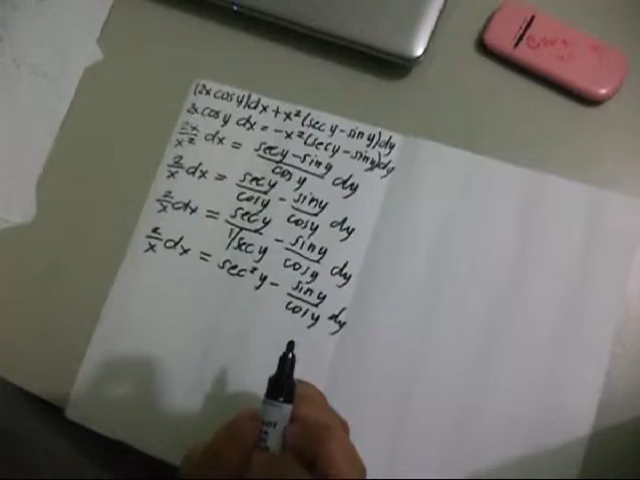 (2x cos y)dx + x² (sec y - sin y) dy
2x cos y dx = -x² (sec y - sin y) dy
2x/x² dx = sec y - sin y/cos y dy
2/x dx = sec y/cos y - sin y/cos y dy
2/x dx = sec y/1/sec y - sin y/cos y dy
2/x dx = sec² y - sin y/cos y dy